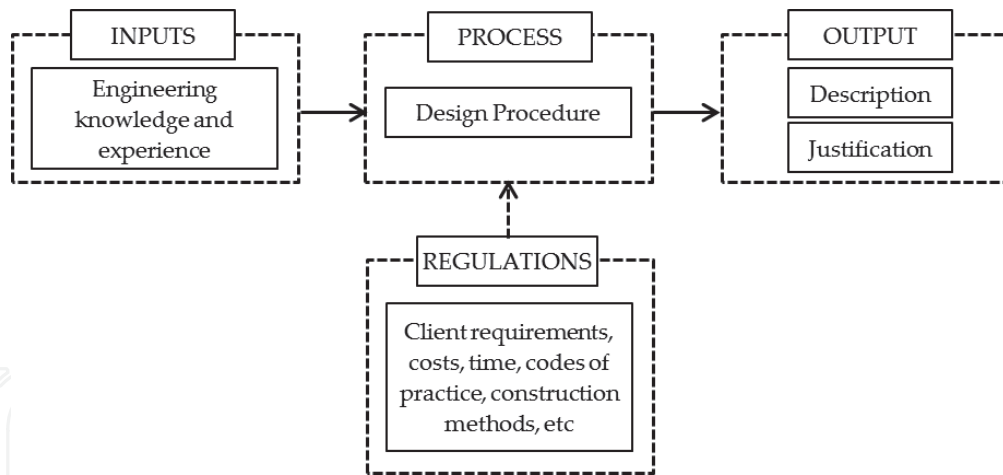 INPUTS
Engineering
knowledge and
experience
PROCESS
Design Procedure
OUTPUT
Description
Justification
REGULATIONS
Client requirements,
costs, time, codes of
practice, construction
methods, etc